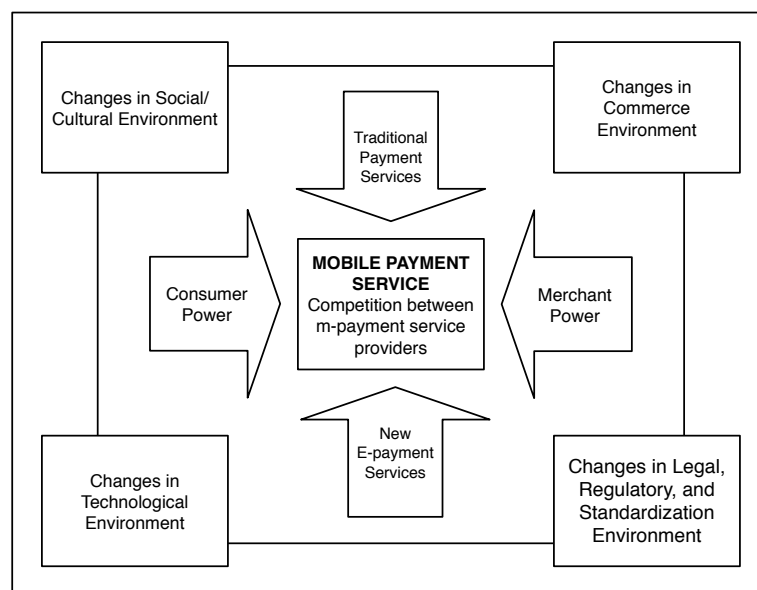 Changes in Social/
Cultural Environment
Changes in
Commerce
Environment
Traditional
Payment
Services
Consumer
Power
MOBILE PAYMENT
SERVICE
Competition between
m-payment service
providers
Merchant
Power
New
E-payment
Services
Changes in
Technological
Environment
Changes in Legal,
Regulatory, and
Standardization
Environment